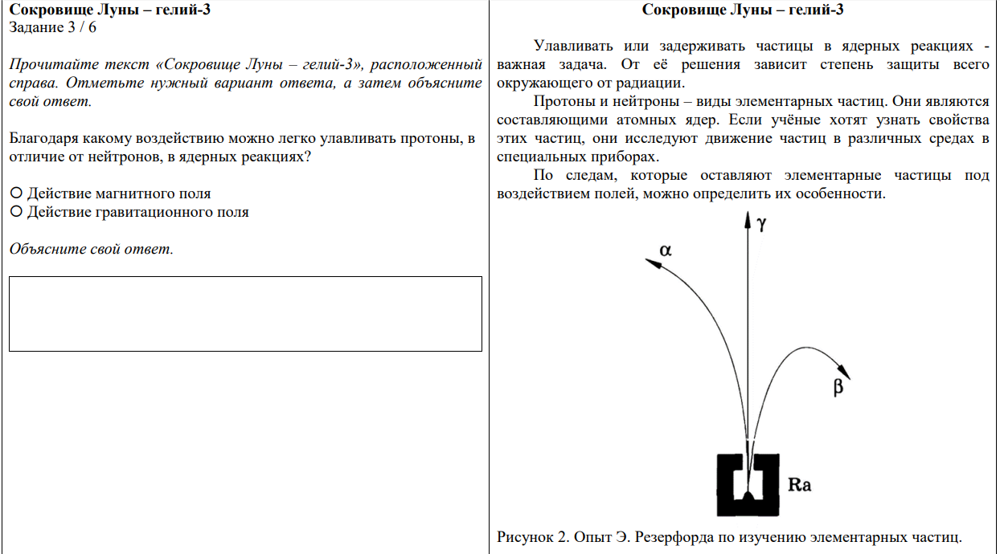 Сокровище Луны – гелий-3
Задание 3 / 6
Прочитайте текст «Сокровище Луны – гелий-3», расположенный
справа. Отметьте нужный вариант ответа, а затем объясните
свой ответ.
Благодаря какому воздействию можно легко улавливать протоны, в
отличие от нейтронов, в ядерных реакциях?
Действие магнитного поля
Действие гравитационного поля
Объясните свой ответ.
Сокровище Луны – гелий-3
Улавливать или задерживать частицы в ядерных реакциях -
важная задача. От её решения зависит степень защиты всего
окружающего от радиации.
Протоны и нейтроны – виды элементарных частиц. Они являются
составляющими атомных ядер. Если учёные хотят узнать свойства
этих частиц, они исследуют движение частиц в различных средах в
специальных приборах.
По следам, которые оставляют элементарные частицы под
воздействием полей, можно определить их особенности.
γ
α
β
Ra
Рисунок 2. Опыт Э. Резерфорда по изучению элементарных частиц.